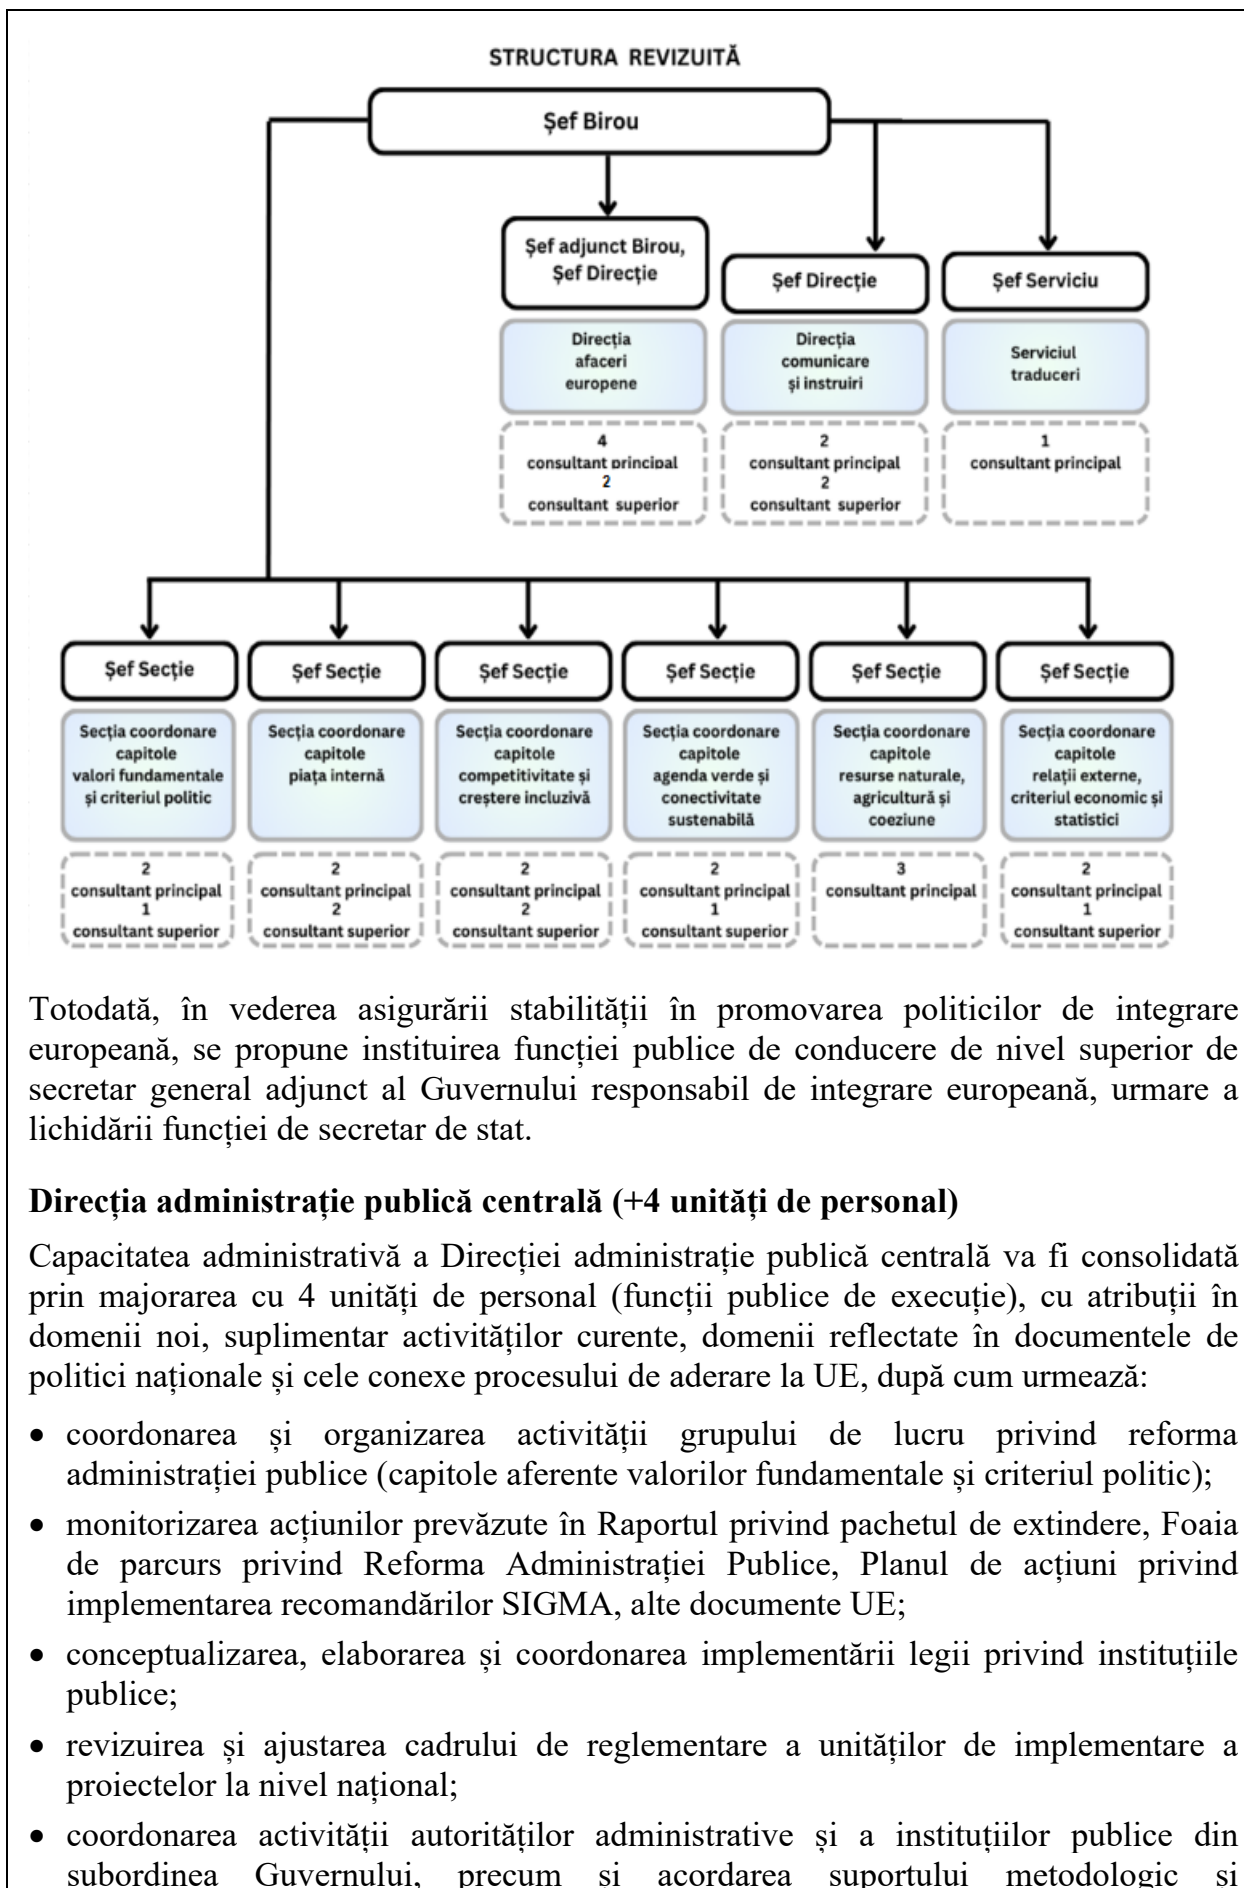 STRUCTURA REVIZUITĂ
Șef Birou
Șef adjunct Birou,
Șef Direcție
Șef Direcție
Șef Serviciu
Direcția
afaceri
europene
Direcția
comunicare
și instruiri
Serviciul
traduceri
4
consultant principal
2
consultant superior
2
consultant principal
2
consultant superior
1
consultant principal
Șef Secție
Șef Secție
Șef Secție
Șef Secție
Șef Secție
Șef Secție
Secția coordonare
capitole
valori fundamentale
și criteriul politic
Secția coordonare
capitole
piața internă
Secția coordonare
capitole
competitivitate și
creștere incluzivă
Secția coordonare
capitole
agenda verde și
conectivitate
sustenabilă
Secția coordonare
capitole
resurse naturale,
agricultură și
coeziune
Secția coordonare
capitole
relații externe,
criteriul economic și
statistici
2
consultant principal
1
consultant superior
2
consultant principal
2
consultant superior
2
consultant principal
2
consultant superior
2
consultant principal
1
consultant superior
3
consultant principal
2
consultant principal
1
consultant superior
Totodată, în vederea asigurării stabilității în promovarea politicilor de integrare
europeană, se propune instituirea funcției publice de conducere de nivel superior de
secretar general adjunct al Guvernului responsabil de integrare europeană, urmare a
lichidării funcției de secretar de stat.
Direcția administrație publică centrală (+4 unități de personal)
Capacitatea administrativă a Direcției administrație publică centrală va fi consolidată
prin majorarea cu 4 unități de personal (funcții publice de execuție), cu atribuții în
domenii noi, suplimentar activităților curente, domenii reflectate în documentele de
politici naționale și cele conexe procesului de aderare la UE, după cum urmează:
• coordonarea și organizarea activității grupului de lucru privind reforma
administrației publice (capitole aferente valorilor fundamentale și criteriul politic);
• monitorizarea acțiunilor prevăzute în Raportul privind pachetul de extindere, Foaia
de parcurs privind Reforma Administrației Publice, Planul de acțiuni privind
implementarea recomandărilor SIGMA, alte documente UE;
• conceptualizarea, elaborarea și coordonarea implementării legii privind instituțiile
publice;
• revizuirea și ajustarea cadrului de reglementare a unităților de implementare a
proiectelor la nivel național;
• coordonarea activității autorităților administrative și a instituțiilor publice din
subordinea Guvernului, precum și acordarea suportului metodologic și